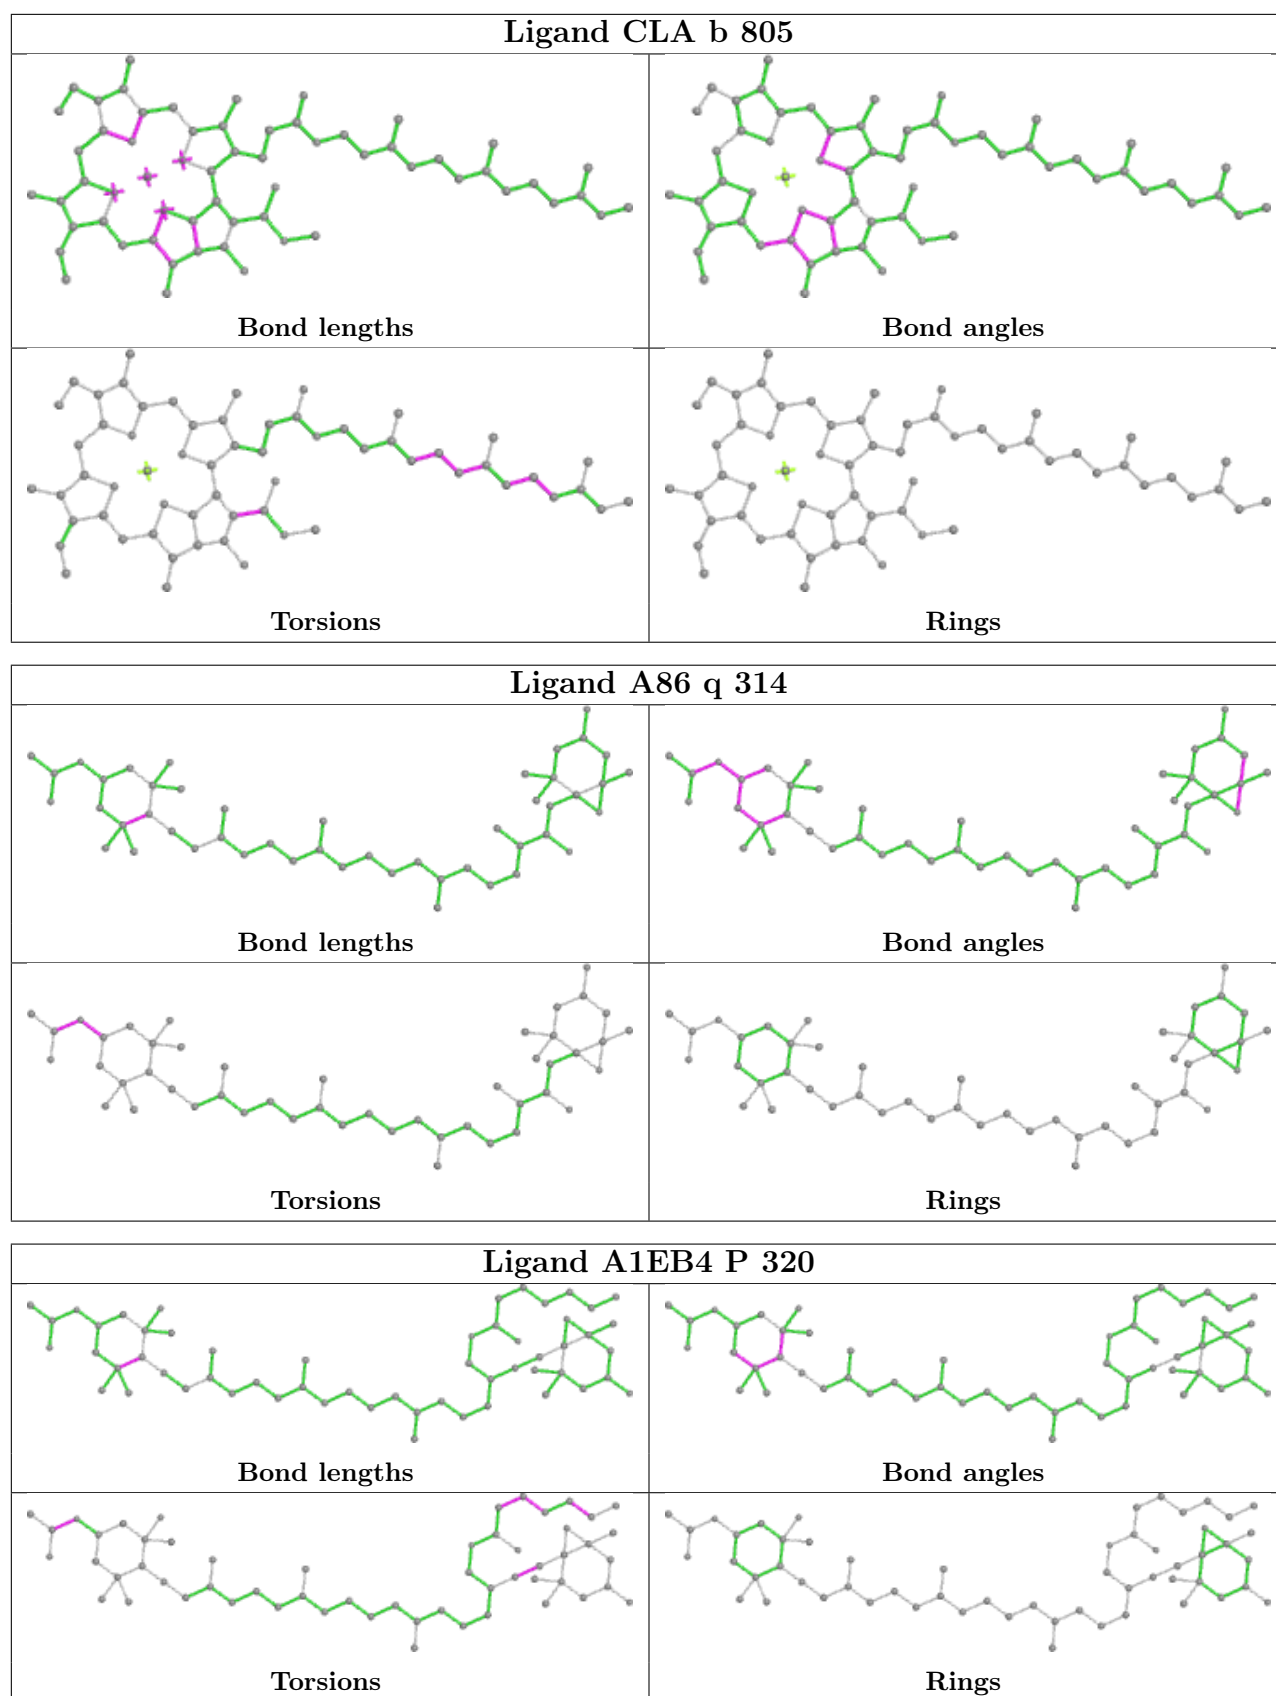 Ligand CLA b 805
Bond lengths
Bond angles
Torsions
Rings
Ligand A86 q 314
Bond lengths
Bond angles
Torsions
Rings
Ligand A1EB4 P 320
Bond lengths
Bond angles
Torsions
Rings